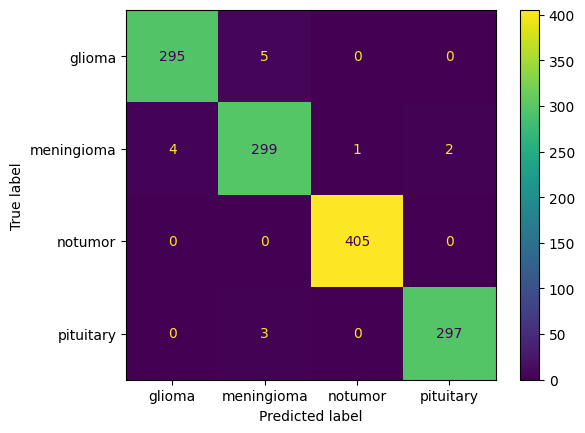 glioma 295 5 0 0
meningioma 4 299 1 2
notumor 0 0 405 0
pituitary 0 3 0 297
glioma meningioma notumor pituitary
Predicted label
True label
400
350
300
250
200
150
100
50
0